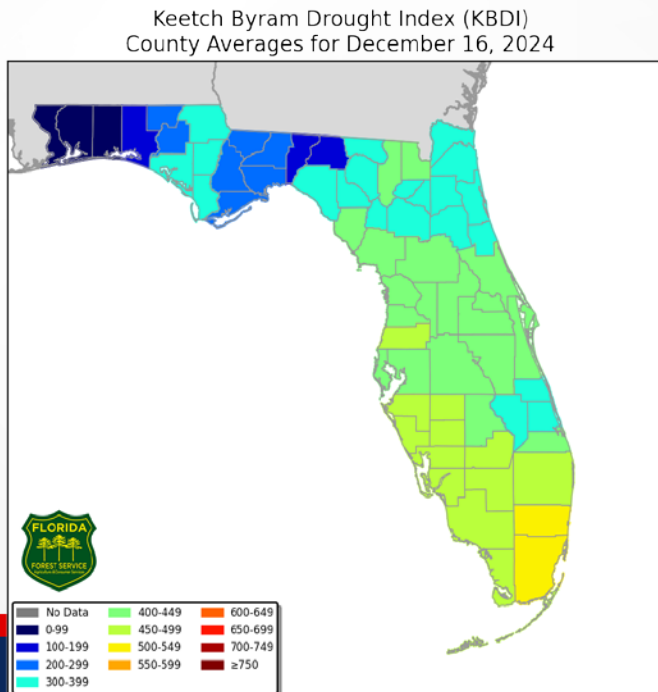 Keetch Byram Drought Index (KBDI)
County Averages for December 16, 2024
FLORIDA
FOREST SERVICE
No Data
0-99
100-199
200-299
300-399
400-449
450-499
500-549
550-599
600-649
650-699
700-749
≥750